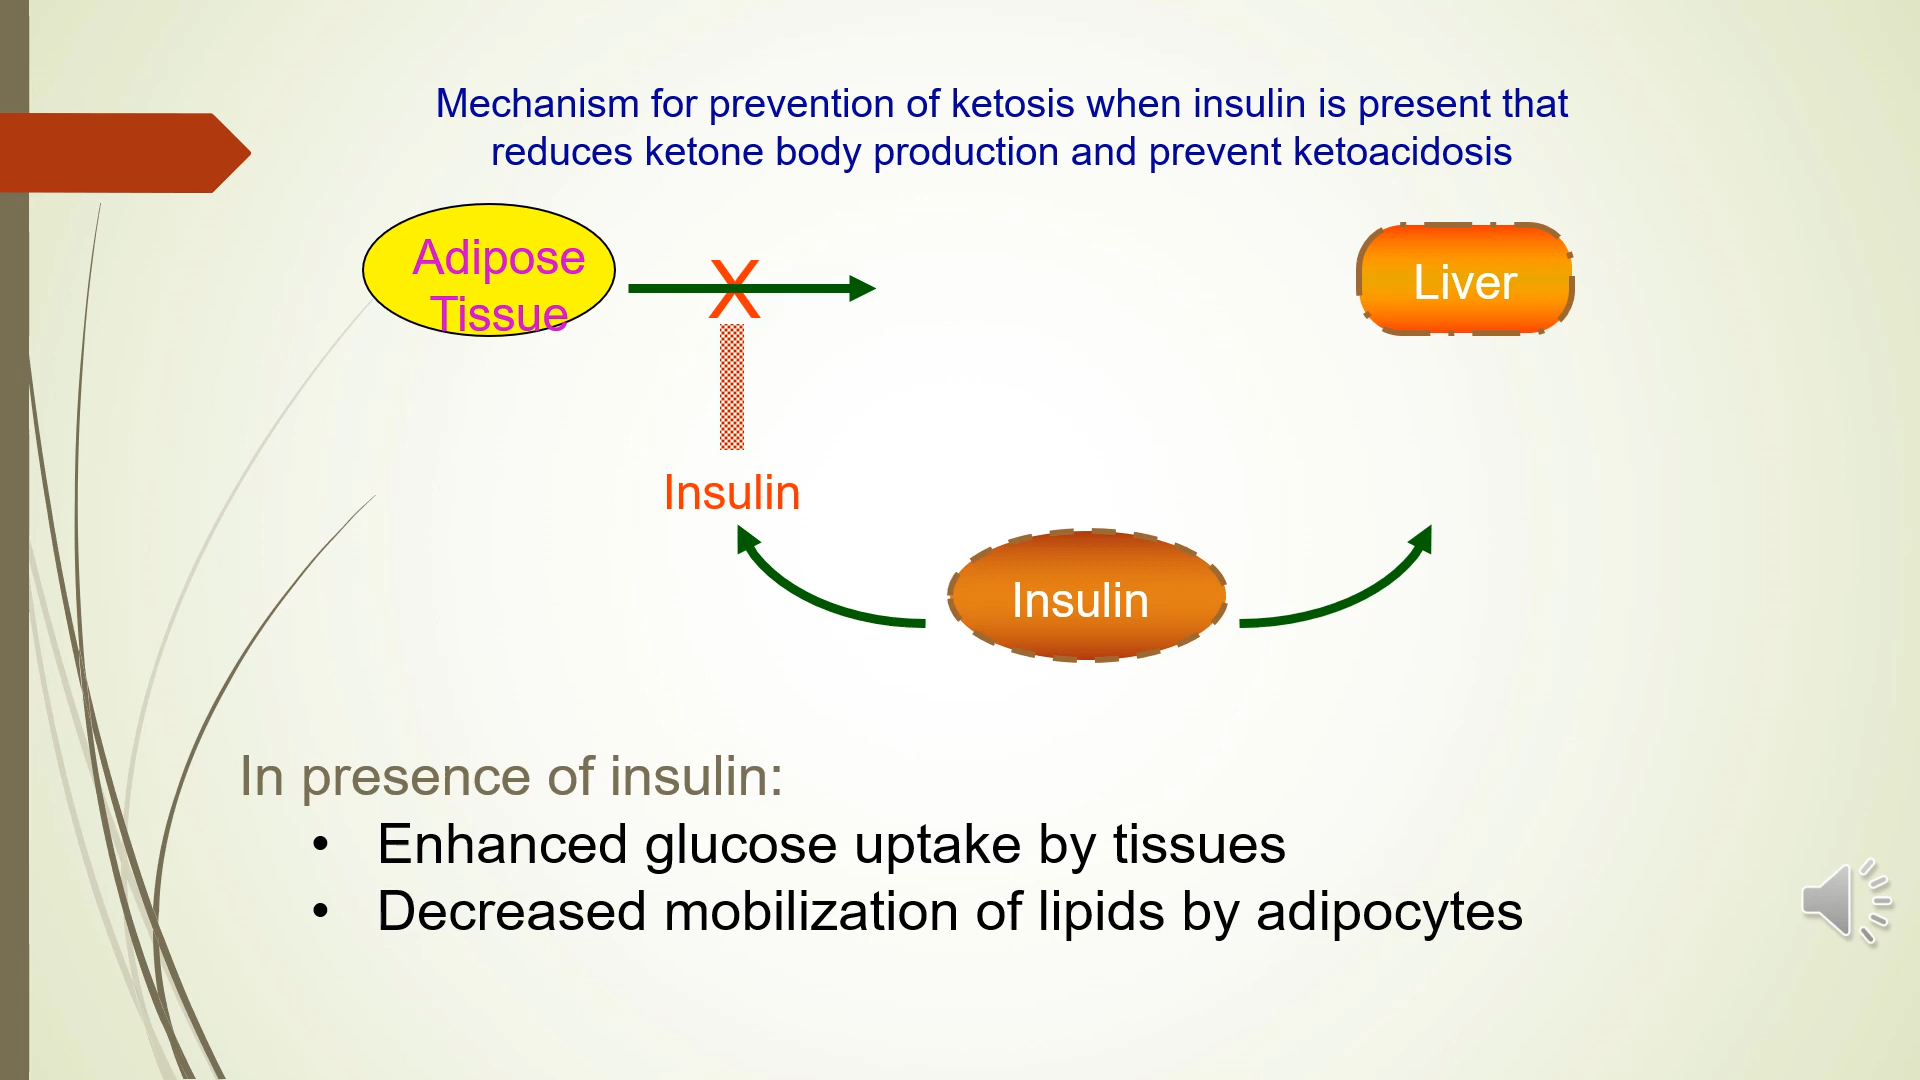 Mechanism for prevention of ketosis when insulin is present that
reduces ketone body production and prevent ketoacidosis
Adipose
Tissue
X
Liver
Insulin
Insulin
In presence of insulin:
• Enhanced glucose uptake by tissues
• Decreased mobilization of lipids by adipocytes